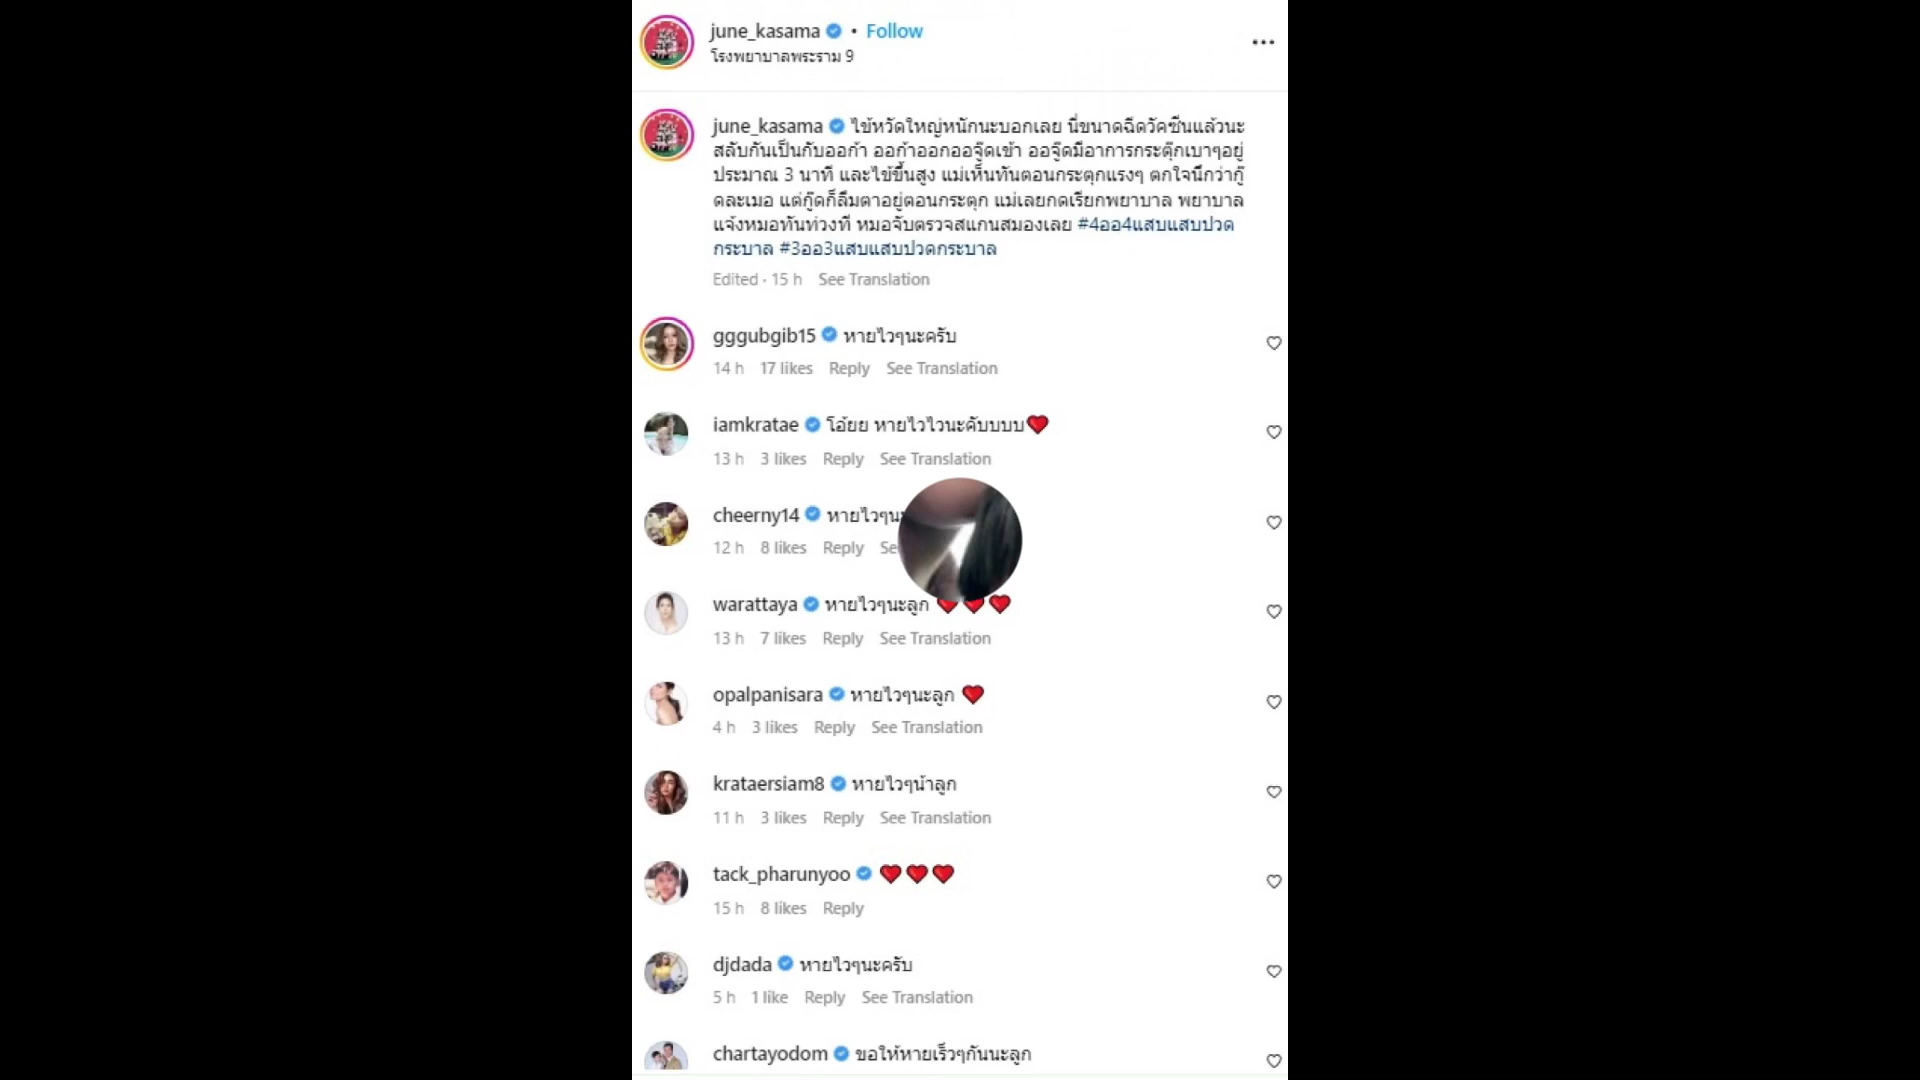 june_kasama • Follow
โรงพยาบาลพระราม 9
june_kasama ไข้หวัดใหญ่หนักนะบอกเลย นี่ขนาดฉีดวัคซีนแล้วนะ
สลับกันเป็นกับออก้า ออก้าออกออจู๊ดเข้า ออจู๊ดมีอาการกระตุ๊กเบาๆอยู่
ประมาณ 3 นาที และไข้ขึ้นสูง แม่เห็นทันตอนกระตุกแรงๆ ตกใจนึกว่ากู๊
ดละเมอ แต่กู๊ดก็ลืมตาอยู่ตอนกระตุก แม่เลยกดเรียกพยาบาล พยาบาล
แจ้งหมอทันท่วงที หมอจับตรวจสแกนสมองเลย #4ออ4แสบแสบปวด
กระบาล #3ออ3แสบแสบปวดกระบาล
Edited · 15 h See Translation
gggubgib15 หายไวๆนะครับ
14 h 17 likes Reply See Translation
iamkratae โอ้ยย หายไวไวนะคับบบบ❤️
13 h 3 likes Reply See Translation
cheerny14 หายไวๆ
12 h 8 likes Reply
warattaya หายไวๆนะลูก ❤️❤️❤️
13 h 7 likes Reply See Translation
opalpanisara หายไวๆนะลูก ❤️
4 h 3 likes Reply See Translation
krataersiam8 หายไวๆน้าลูก
11 h 3 likes Reply See Translation
tack_pharunyoo ❤️❤️❤️
15 h 8 likes Reply
djdada หายไวๆนะครับ
5 h 1 like Reply See Translation
chartayodom ขอให้หายเร็วๆกันนะลูก